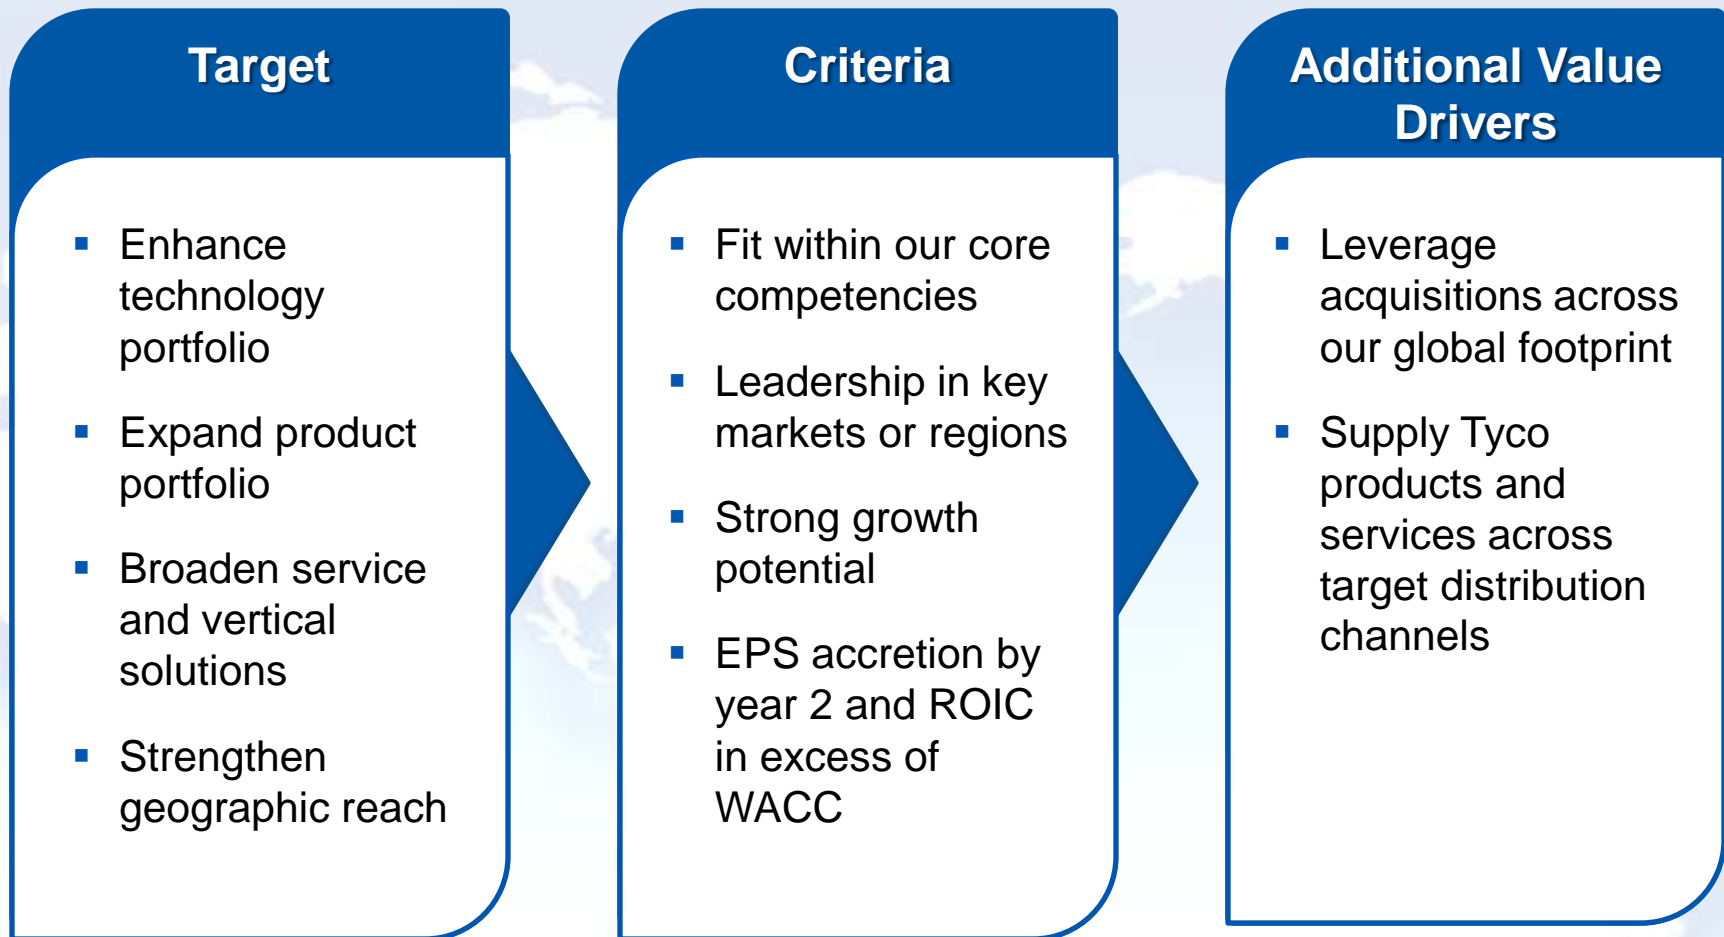 Target
▪ Enhance
technology
portfolio
▪ Expand product
portfolio
▪ Broaden service
and vertical
solutions
▪ Strengthen
geographic reach
Criteria
▪ Fit within our core
competencies
▪ Leadership in key
markets or regions
▪ Strong growth
potential
▪ EPS accretion by
year 2 and ROIC
in excess of
WACC
Additional Value
Drivers
▪ Leverage
acquisitions across
our global footprint
▪ Supply Tyco
products and
services across
target distribution
channels